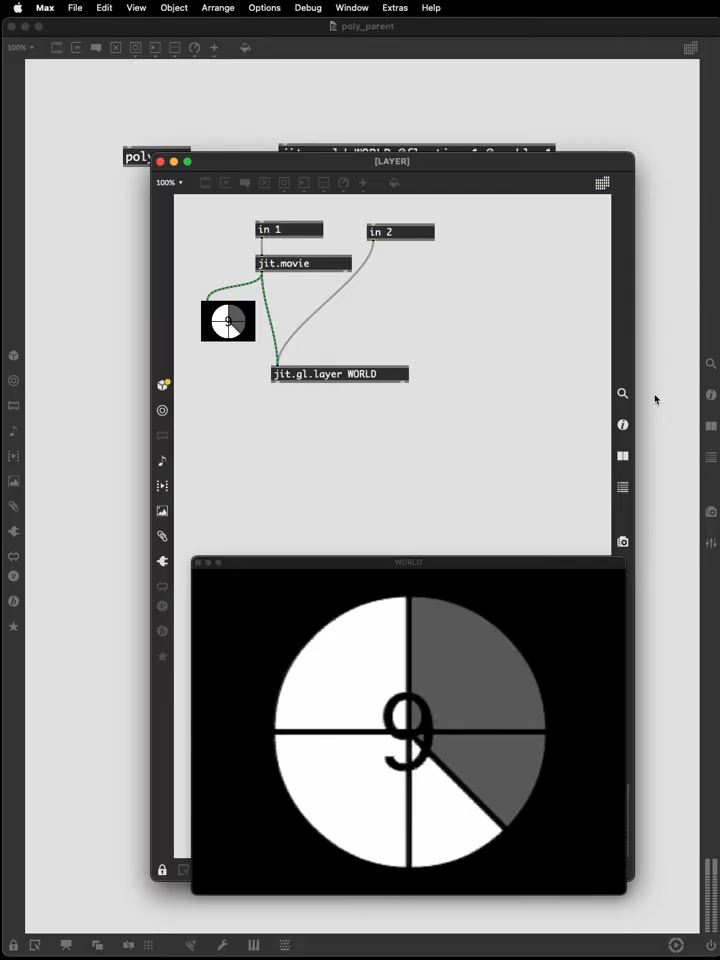 Max File Edit View Object Arrange Options Debug Window Extras Help
poly_parent
100%
poly
[LAYER]
100%
in 1
in 2
jit.movie
9
jit.gl.layer WORLD
WORLD
9